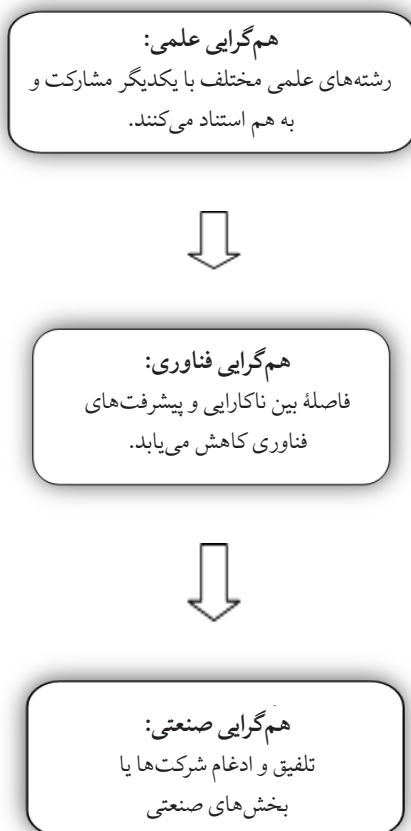 هم‌گرایی علمی:
رشته‌های علمی مختلف با یکدیگر مشارکت و
به هم استناد می‌کنند.
هم‌گرایی فناوری:
فاصلهٔ بین ناکارایی و پیشرفت‌های
فناوری کاهش می‌یابد.
هم‌گرایی صنعتی:
تلفیق و ادغام شرکت‌ها یا
بخش‌های صنعتی